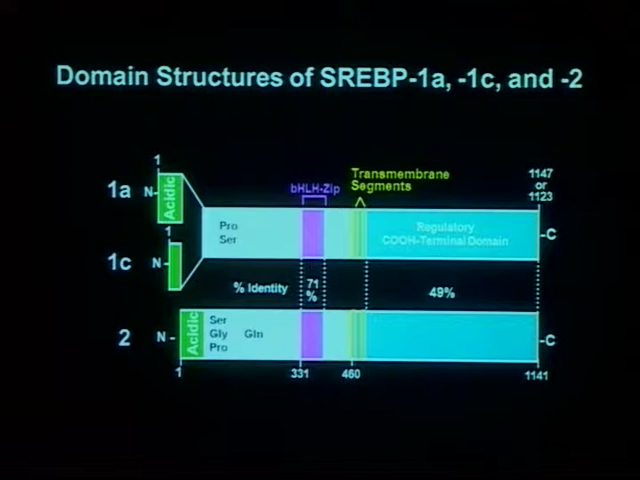 Domain Structures of SREBP-1a, -1c, and -2
1
1a
N-
Acidic
bHLH-Zip
Transmembrane
Segments
1147
or
1123
Pro
Ser
Regulatory
COOH-Terminal Domain
-C
1
1c
N-
% Identity
71
%
49%
2
N-
Acidic
Ser
Gly Gln
Pro
-C
1
331
460
1141